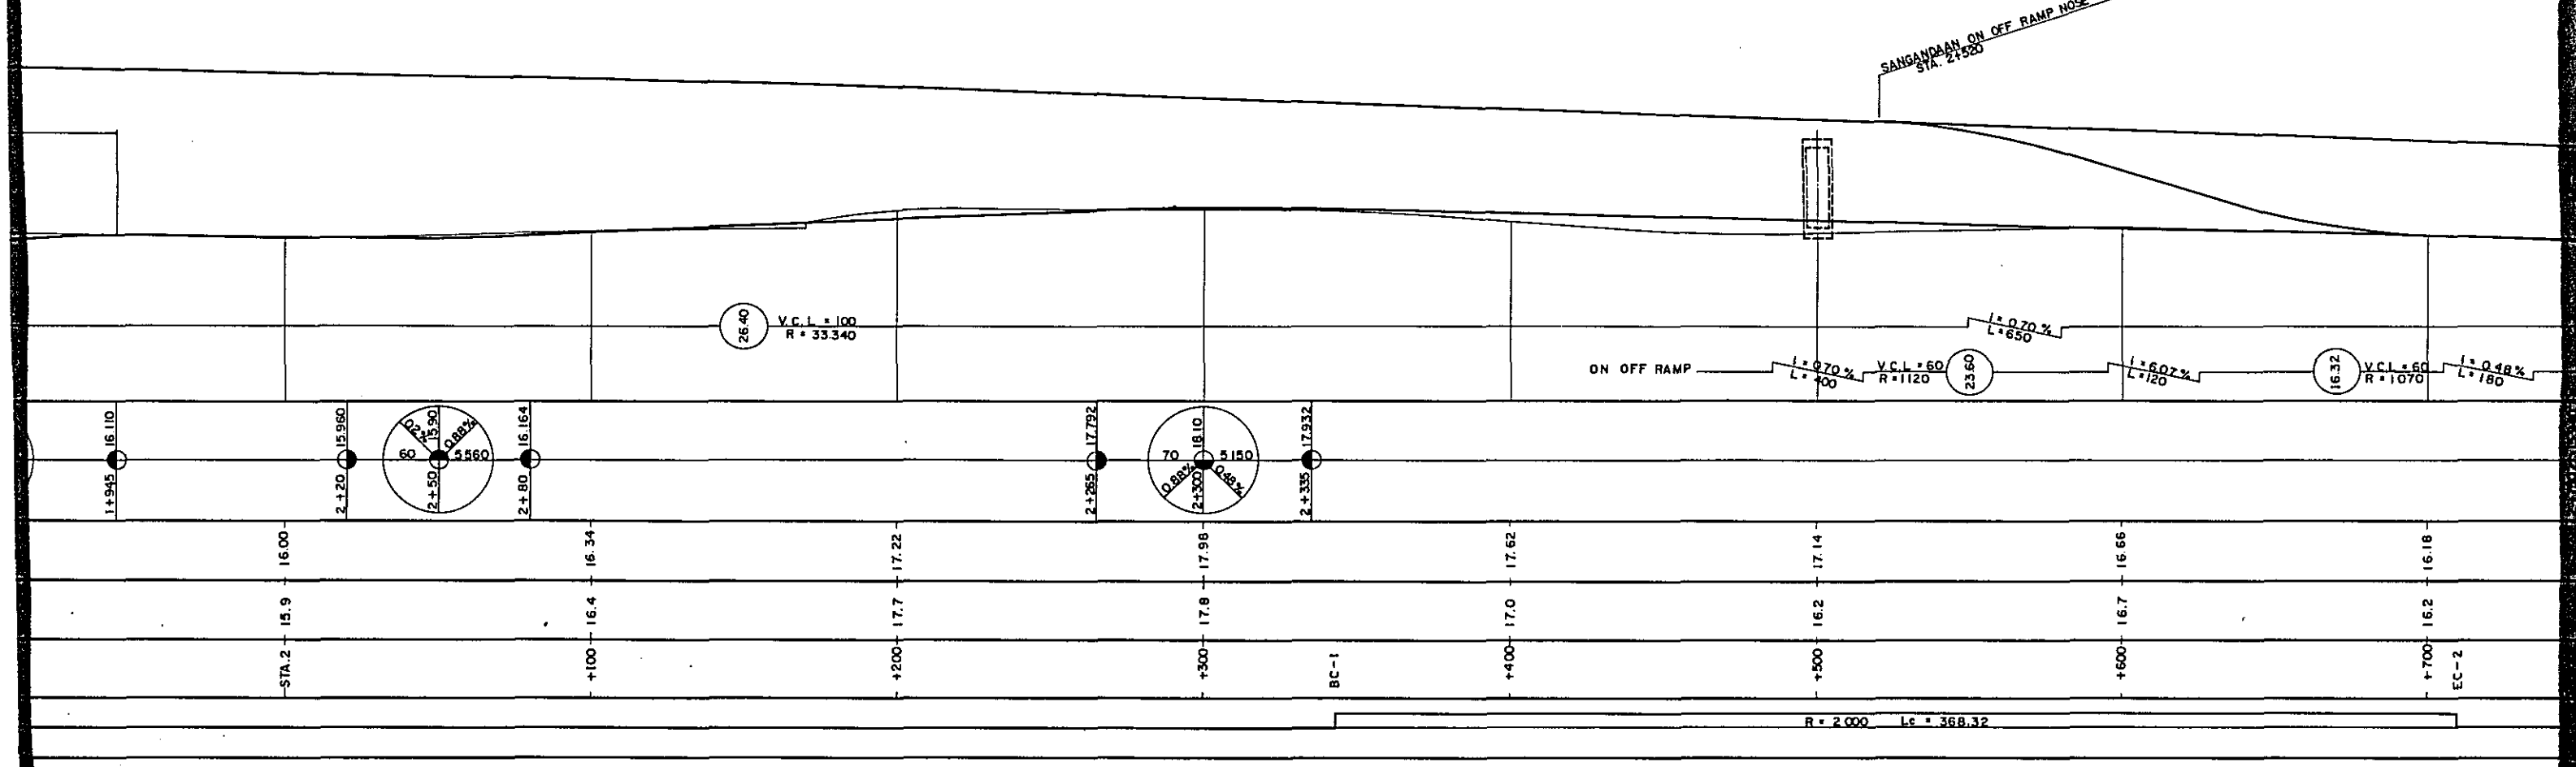 SANGANDAAN ON OFF RAMP NOSE
STA. 2+520
26.40
V.C.L = 100
R = 33.340
I = 0.70 %
L = 650
ON OFF RAMP
I = 0.70 %
L = 400
V.C.L = 60
R = 1120
23.60
I = 6.07 %
L = 120
16.32
V.C.L = 60
R = 1070
I = 0.48 %
L = 180
1+945 16.110
2+20 15.960
60 5560
15.90
0.88%
2+50
2+80 16.164
2+265 17.792
70 5150
18.10
0.88% 0.48%
2+300
2+335 17.932
16.00 16.34 17.22 17.98 17.62 17.14 16.66 16.18
15.9 16.4 17.7 17.8 17.0 16.2 16.7 16.2
STA.2 +100 +200 +300 BC-1 +400 +500 +600 +700 EC-2
R = 2.000 Lc = 368.32